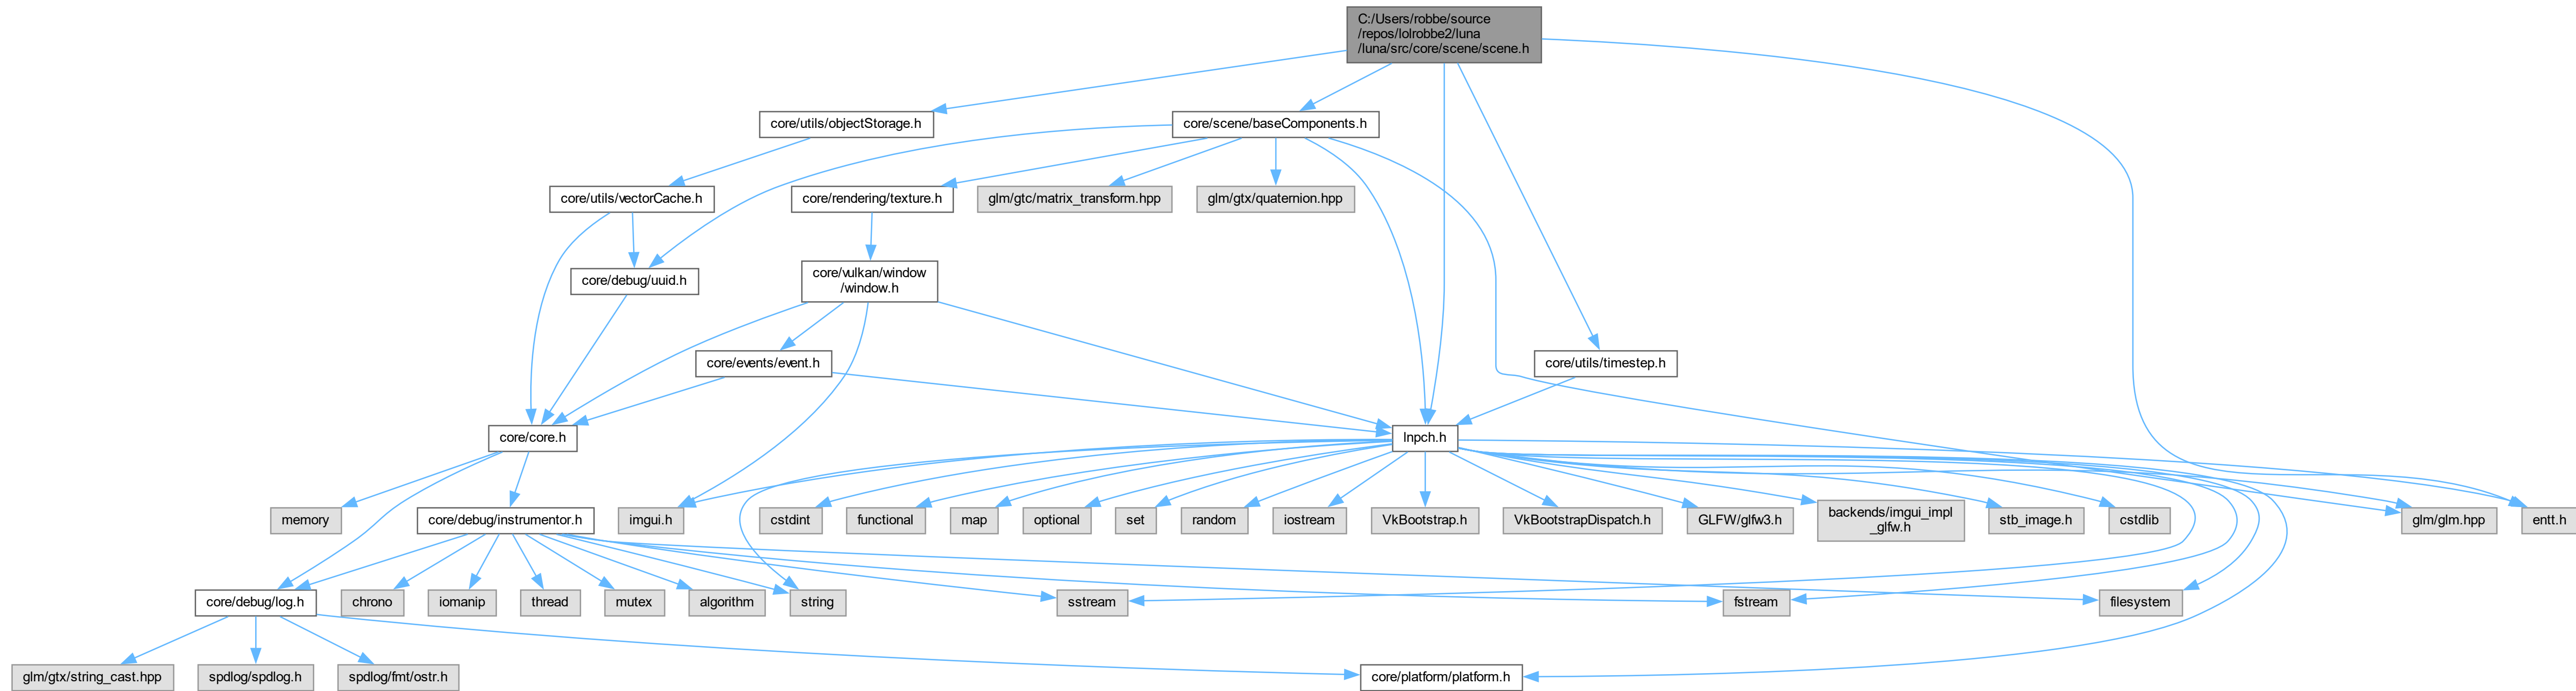 C:/Users/robbe/source
/repos/lolrobbe2/luna
/luna/src/core/scene/scene.h
core/utils/objectStorage.h
core/scene/baseComponents.h
core/utils/vectorCache.h
core/rendering/texture.h
glm/gtc/matrix_transform.hpp
glm/gtx/quaternion.hpp
core/debug/uuid.h
core/vulkan/window
/window.h
core/events/event.h
core/utils/timestep.h
core/core.h
lnpch.h
memory
core/debug/instrumentor.h
imgui.h
cstdint
functional
map
optional
set
random
iostream
VkBootstrap.h
VkBootstrapDispatch.h
GLFW/glfw3.h
backends/imgui_impl
_glfw.h
stb_image.h
cstdlib
glm/glm.hpp
entt.h
core/debug/log.h
chrono
iomanip
thread
mutex
algorithm
string
sstream
fstream
filesystem
glm/gtx/string_cast.hpp
spdlog/spdlog.h
spdlog/fmt/ostr.h
core/platform/platform.h